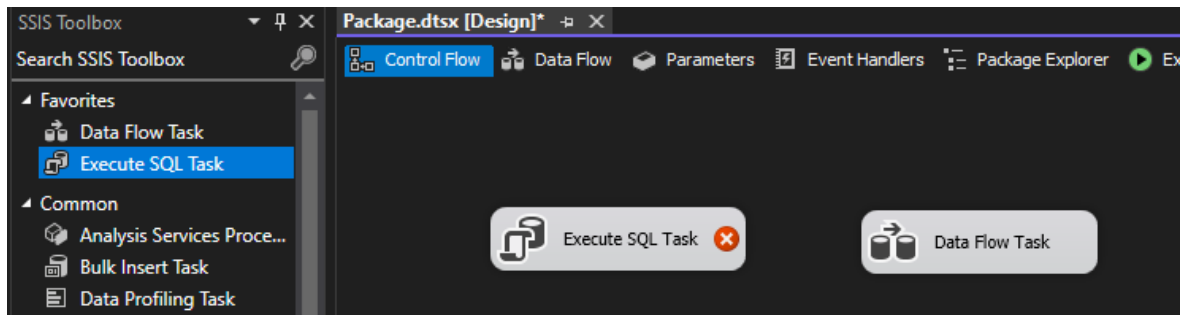 SSIS Toolbox
Search SSIS Toolbox
Favorites
Data Flow Task
Execute SQL Task
Common
Analysis Services Proce...
Bulk Insert Task
Data Profiling Task
Package.dtsx [Design]*
Control Flow Data Flow Parameters Event Handlers Package Explorer Ex
Execute SQL Task
Data Flow Task